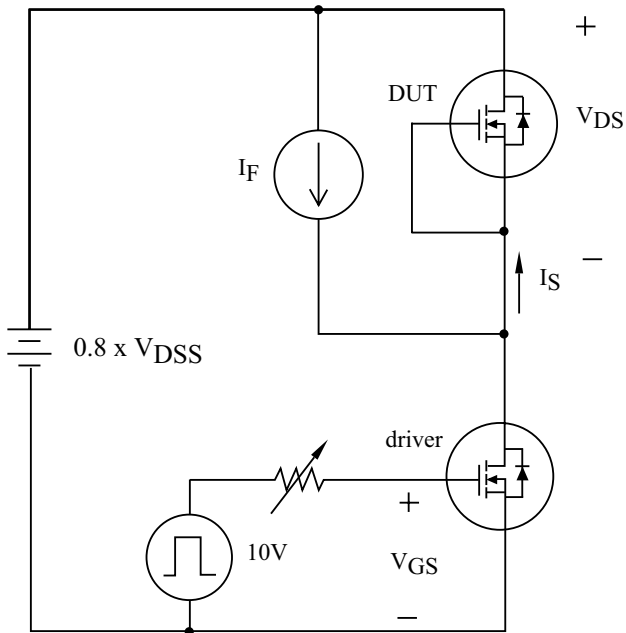 +
DUT
V_DS
I_F
−
I_S
0.8 x V_DSS
driver
+
10V
V_GS
−